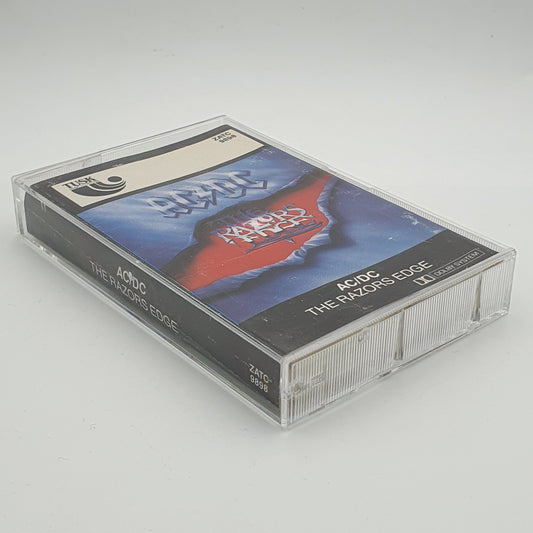 TUSK
ZATC-
9898
AC/DC
THE
RAZORS
EDGE
AC/DC
THE RAZORS EDGE
DOLBY SYSTEM
AC/DC
THE RAZORS EDGE
ZATC-
9898